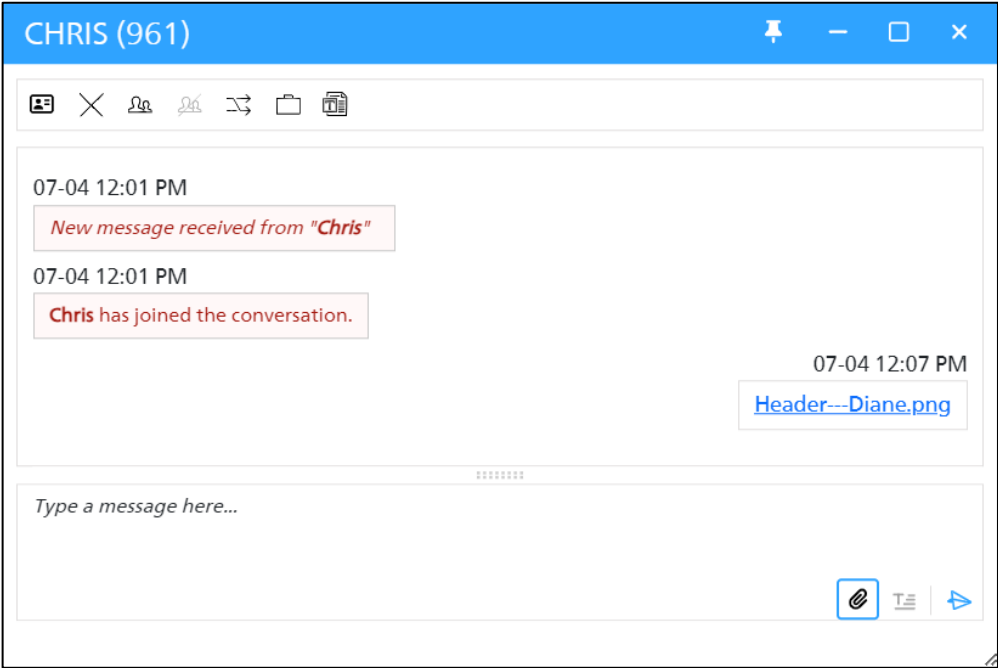 CHRIS (961)
07-04 12:01 PM
New message received from "Chris"
07-04 12:01 PM
Chris has joined the conversation.
07-04 12:07 PM
Header---Diane.png
Type a message here...